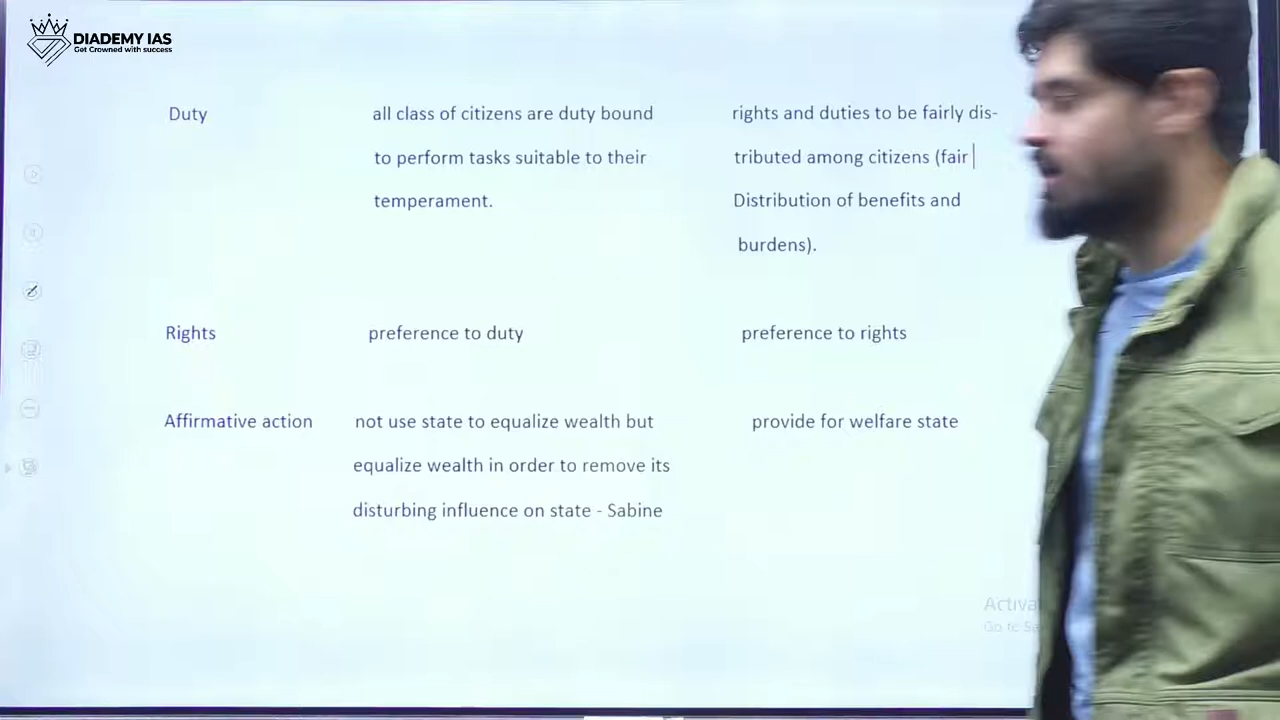 DIADEMY IAS
Get Crowned with success
Duty all class of citizens are duty bound rights and duties to be fairly dis-
to perform tasks suitable to their tributed among citizens (fair
temperament. Distribution of benefits and
burdens).
Rights preference to duty preference to rights
Affirmative action not use state to equalize wealth but provide for welfare state
equalize wealth in order to remove its
disturbing influence on state - Sabine
Go to